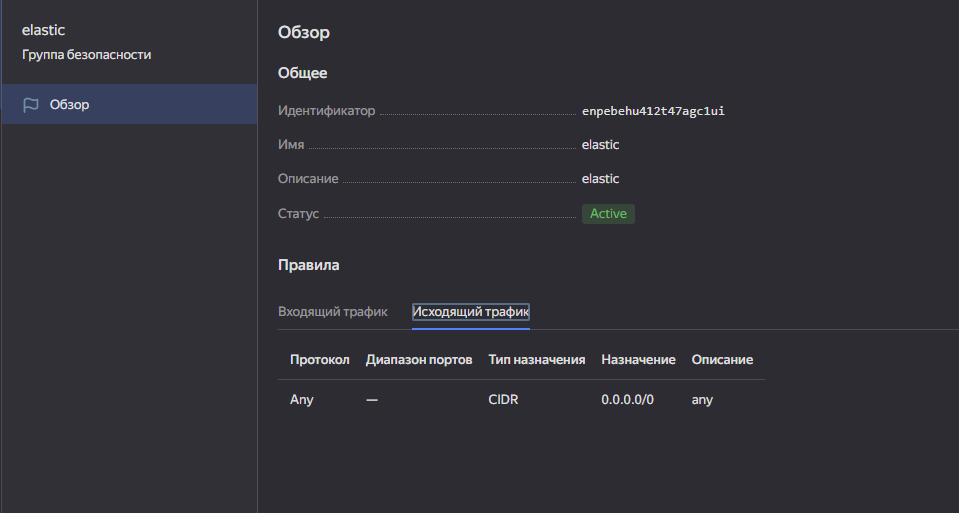 elastic
Группа безопасности
Обзор
Обзор
Общее
Идентификатор enpebehu412t47agc1ui
Имя elastic
Описание elastic
Статус Active
Правила
Входящий трафик Исходящий трафик
Протокол Диапазон портов Тип назначения Назначение Описание
Any — CIDR 0.0.0.0/0 any